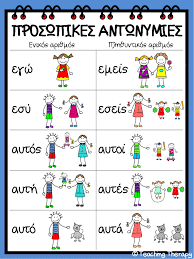 ΠΡΟΣΩΠΙΚΕΣ ΑΝΤΩΝΥΜΙΕΣ
Ενικός αριθμός Πληθυντικός αριθμός
εγώ εμείς
εσύ εσείς
αυτός αυτοί
αυτή αυτές
αυτό αυτά
© Teaching Therapy